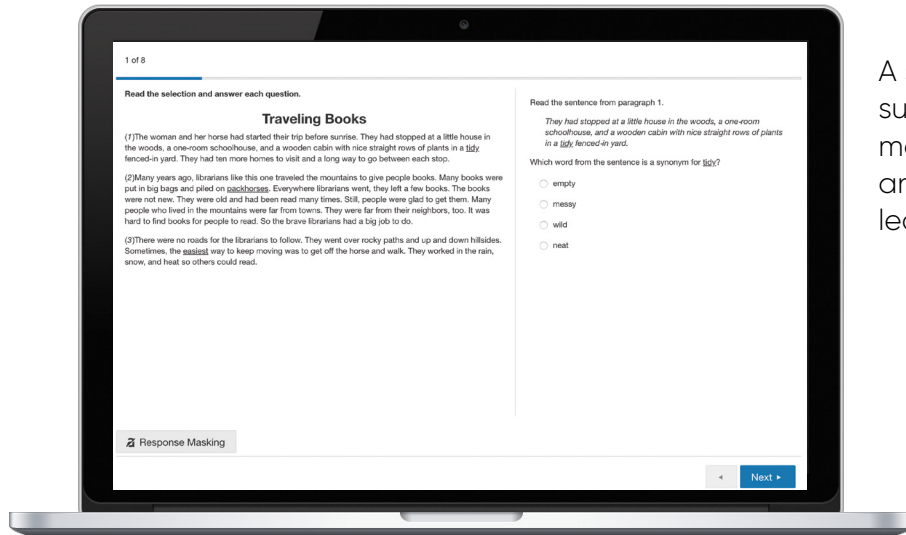 1 of 8
Read the selection and answer each question.
Traveling Books
(1)The woman and her horse had started their trip before sunrise. They had stopped at a little house in
the woods, a one-room schoolhouse, and a wooden cabin with nice straight rows of plants in a tidy
fenced-in yard. They had ten more homes to visit and a long way to go between each stop.
(2)Many years ago, librarians like this one traveled the mountains to give people books. Many books were
put in big bags and piled on packhorses. Everywhere librarians went, they left a few books. The books
were not new. They were old and had been read many times. Still, people were glad to get them. Many
people who lived in the mountains were far from towns. They were far from their neighbors, too. It was
hard to find books for people to read. So the brave librarians had a big job to do.
(3)There were no roads for the librarians to follow. They went over rocky paths and up and down hillsides.
Sometimes, the easiest way to keep moving was to get off the horse and walk. They worked in the rain,
snow, and heat so others could read.
Read the sentence from paragraph 1.
They had stopped at a little house in the woods, a one-room
schoolhouse, and a wooden cabin with nice straight rows of plants
in a tidy fenced-in yard.
Which word from the sentence is a synonym for tidy?
empty
messy
wild
neat
Response Masking
Next
A
su